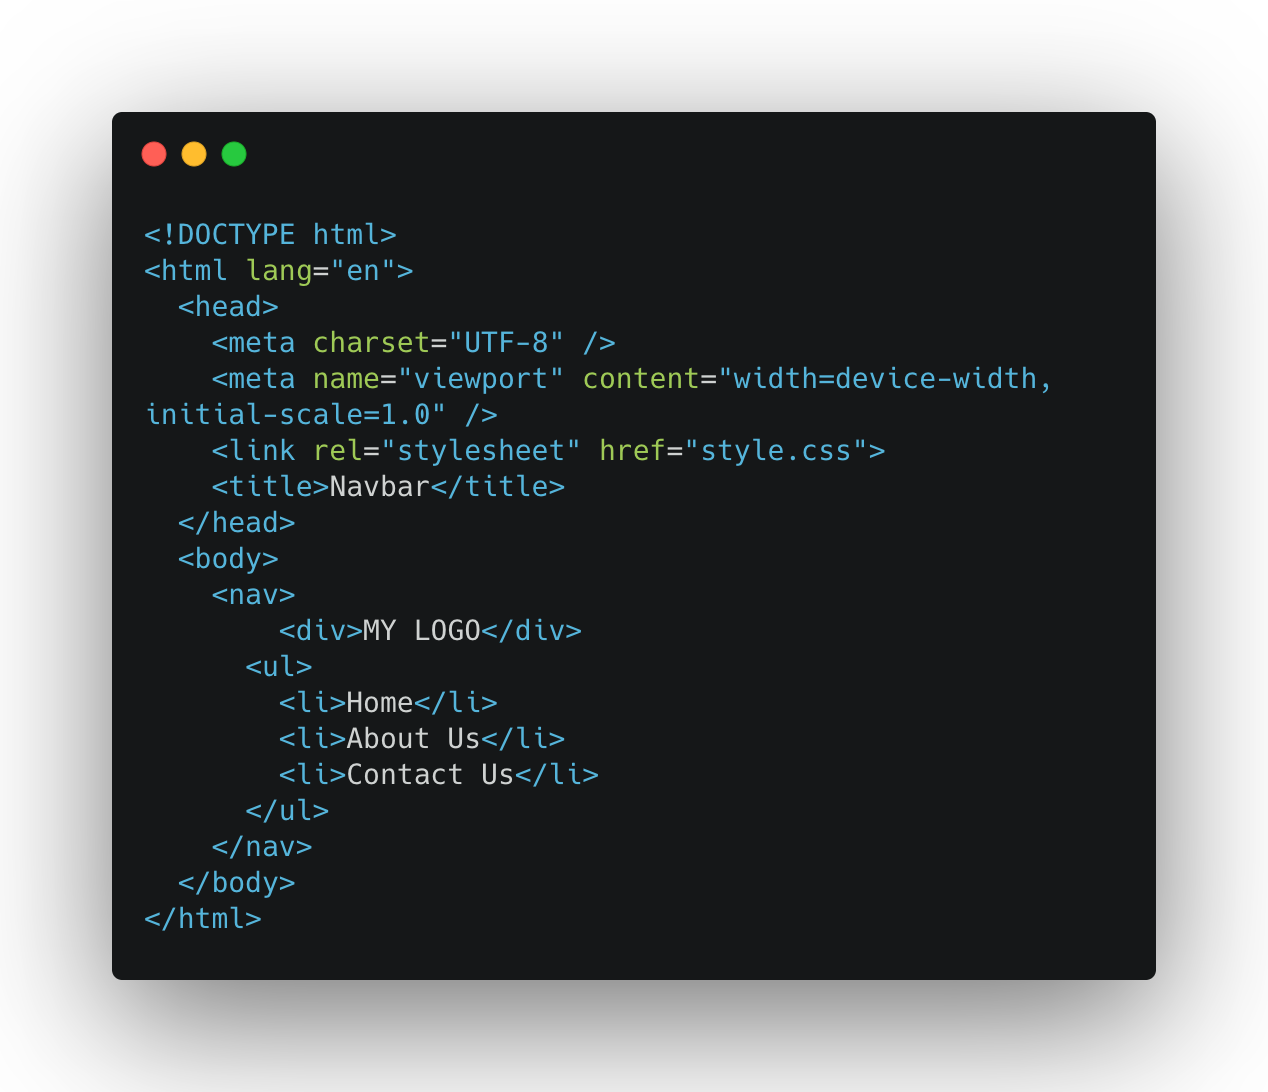 <!DOCTYPE html>
<html lang="en">
  <head>
    <meta charset="UTF-8" />
    <meta name="viewport" content="width=device-width,
initial-scale=1.0" />
    <link rel="stylesheet" href="style.css">
    <title>Navbar</title>
  </head>
  <body>
    <nav>
        <div>MY LOGO</div>
      <ul>
        <li>Home</li>
        <li>About Us</li>
        <li>Contact Us</li>
      </ul>
    </nav>
  </body>
</html>